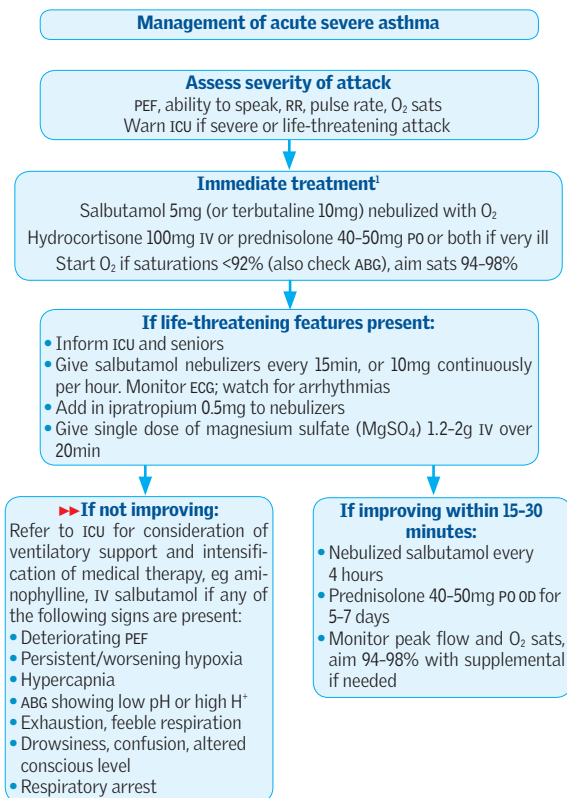 Management of acute severe asthma
Assess severity of attack
PEF, ability to speak, RR, pulse rate, O₂ sats
Warn ICU if severe or life-threatening attack
Immediate treatment¹
Salbutamol 5mg (or terbutaline 10mg) nebulized with O₂
Hydrocortisone 100mg IV or prednisolone 40–50mg PO or both if very ill
Start O₂ if saturations <92% (also check ABG), aim sats 94–98%
If life-threatening features present:
• Inform ICU and seniors
• Give salbutamol nebulizers every 15min, or 10mg continuously
per hour. Monitor ECG; watch for arrhythmias
• Add in ipratropium 0.5mg to nebulizers
• Give single dose of magnesium sulfate (MgSO₄) 1.2–2g IV over
20min
▶▶If not improving:
Refer to ICU for consideration of
ventilatory support and intensifi-
cation of medical therapy, eg ami-
nophylline, IV salbutamol if any of
the following signs are present:
• Deteriorating PEF
• Persistent/worsening hypoxia
• Hypercapnia
• ABG showing low pH or high H⁺
• Exhaustion, feeble respiration
• Drowsiness, confusion, altered
conscious level
• Respiratory arrest
If improving within 15–30
minutes:
• Nebulized salbutamol every
4 hours
• Prednisolone 40–50mg PO OD for
5–7 days
• Monitor peak flow and O₂ sats,
aim 94–98% with supplemental
if needed